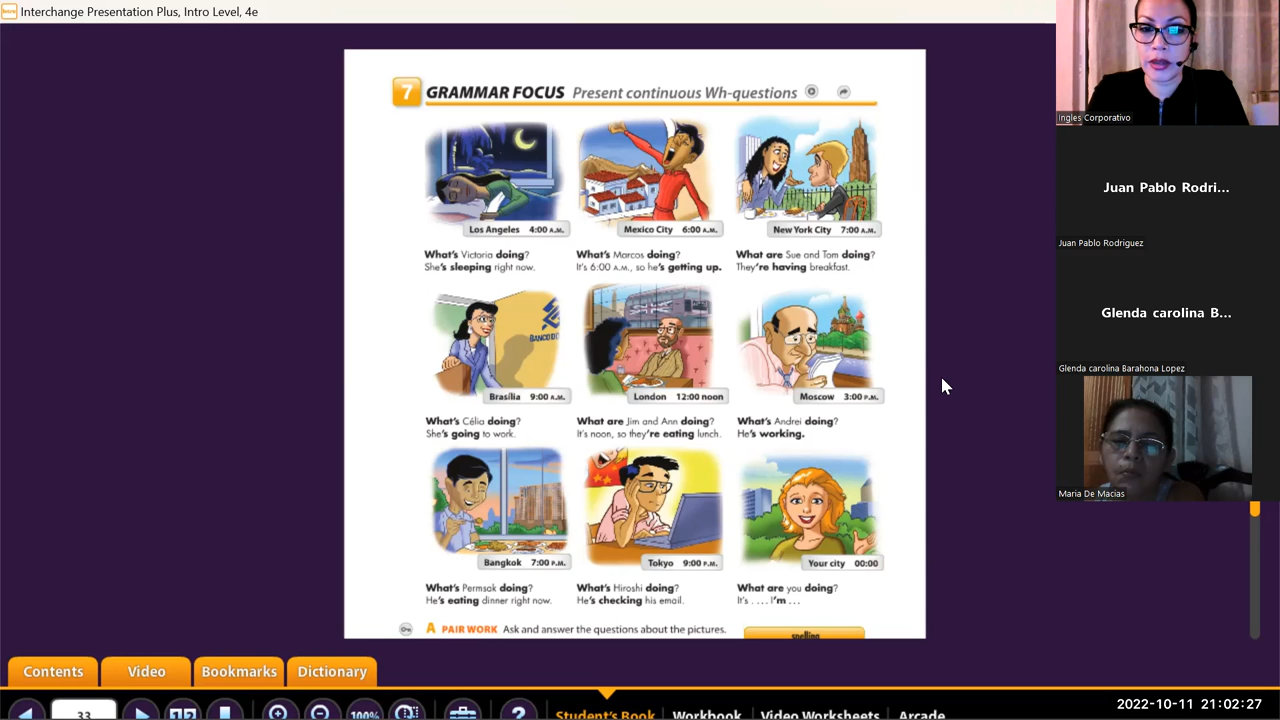 Interchange Presentation Plus, Intro Level, 4e
7 GRAMMAR FOCUS Present continuous Wh-questions
Los Angeles 4:00 A.M.
Mexico City 6:00 A.M.
New York City 7:00 A.M.
What's Victoria doing?
She's sleeping right now.
What's Marcos doing?
It's 6:00 A.M., so he's getting up.
What are Sue and Tom doing?
They're having breakfast.
BANCO DO
Brasília 9:00 A.M.
London 12:00 noon
Moscow 3:00 P.M.
What's Célia doing?
She's going to work.
What are Jim and Ann doing?
It's noon, so they're eating lunch.
What's Andrei doing?
He's working.
Bangkok 7:00 P.M.
Tokyo 9:00 P.M.
Your city 00:00
What's Permsak doing?
He's eating dinner right now.
What's Hiroshi doing?
He's checking his email.
What are you doing?
It's . . . . I'm . . .
A PAIR WORK Ask and answer the questions about the pictures.
spelling
Contents
Video
Bookmarks
Dictionary
33
100%
?
Student's Book
Workbook
Video Worksheets
Arcade
Ingles Corporativo
Juan Pablo Rodri...
Juan Pablo Rodriguez
Glenda carolina B...
Glenda carolina Barahona Lopez
Maria De Macias
2022-10-11 21:02:27